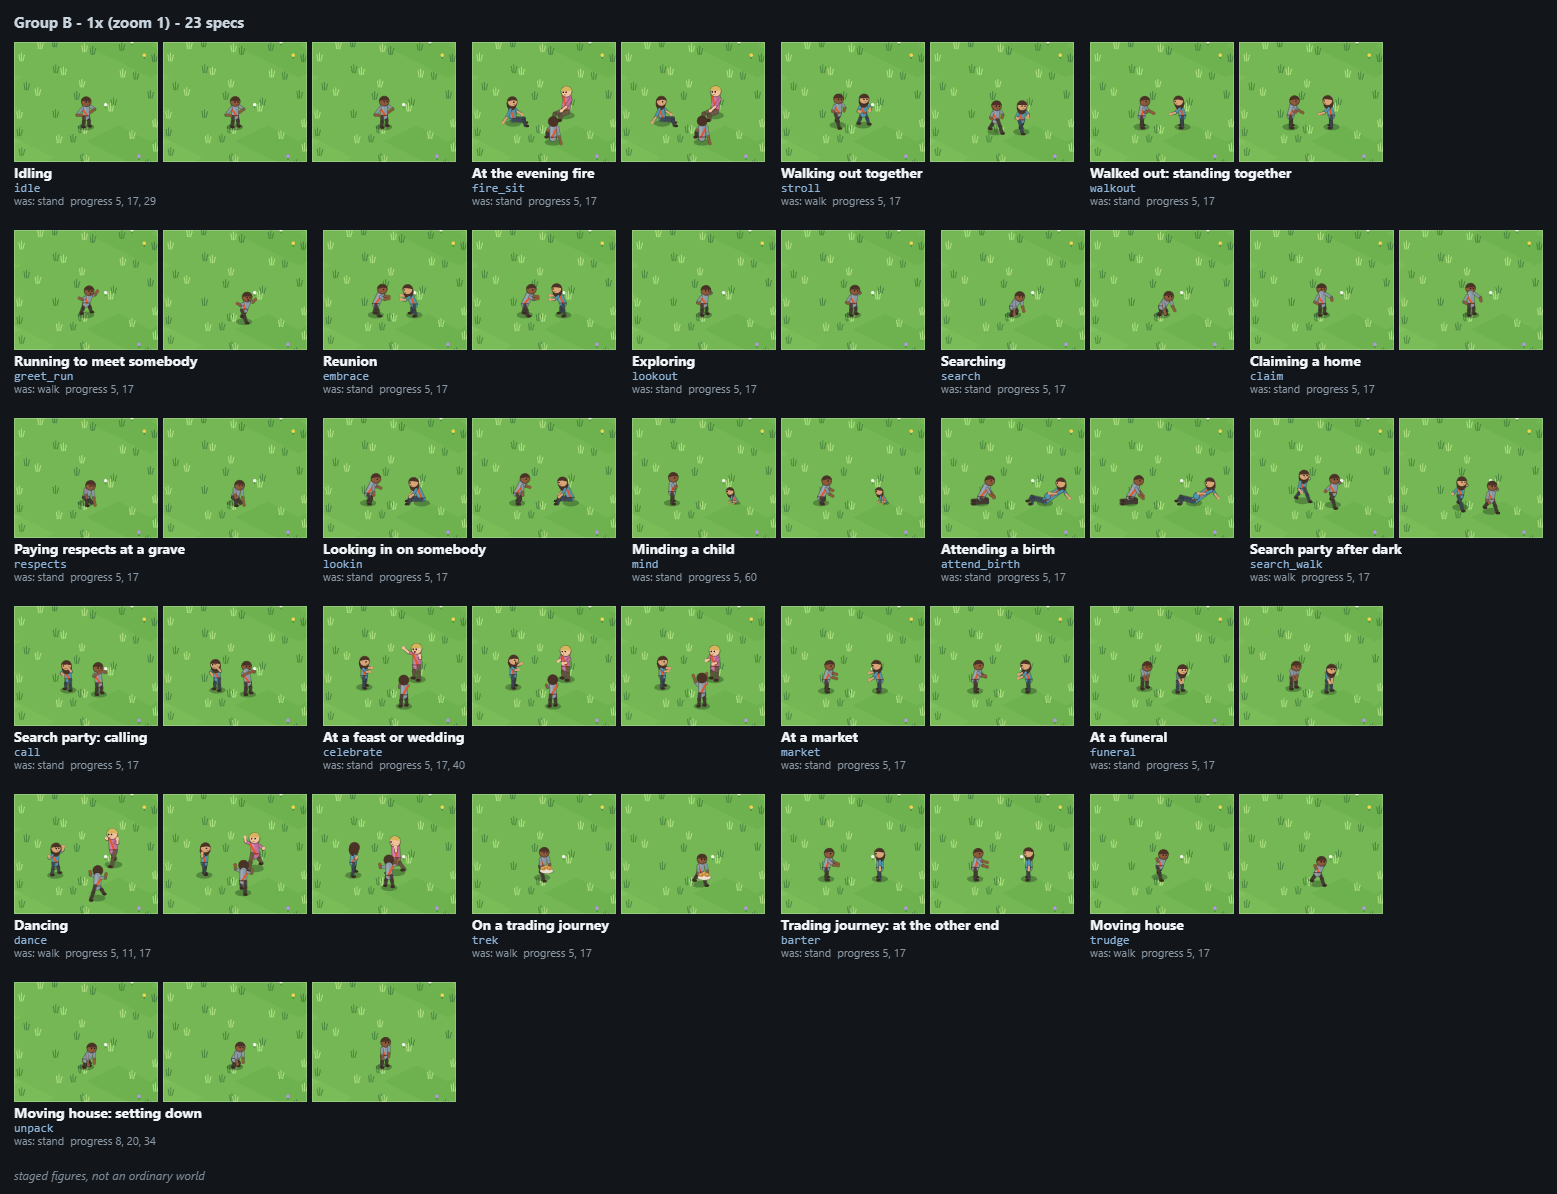 Group B - 1x (zoom 1) - 23 specs
Idling
idle
was: stand progress 5, 17, 29
At the evening fire
fire_sit
was: stand progress 5, 17
Walking out together
stroll
was: walk progress 5, 17
Walked out: standing together
walkout
was: stand progress 5, 17
Running to meet somebody
greet_run
was: walk progress 5, 17
Reunion
embrace
was: stand progress 5, 17
Exploring
lookout
was: stand progress 5, 17
Searching
search
was: stand progress 5, 17
Claiming a home
claim
was: stand progress 5, 17
Paying respects at a grave
respects
was: stand progress 5, 17
Looking in on somebody
lookin
was: stand progress 5, 17
Minding a child
mind
was: stand progress 5, 60
Attending a birth
attend_birth
was: stand progress 5, 17
Search party after dark
search_walk
was: walk progress 5, 17
Search party: calling
call
was: stand progress 5, 17
At a feast or wedding
celebrate
was: stand progress 5, 17, 40
At a market
market
was: stand progress 5, 17
At a funeral
funeral
was: stand progress 5, 17
Dancing
dance
was: walk progress 5, 11, 17
On a trading journey
trek
was: walk progress 5, 17
Trading journey: at the other end
barter
was: stand progress 5, 17
Moving house
trudge
was: walk progress 5, 17
Moving house: setting down
unpack
was: stand progress 8, 20, 34
staged figures, not an ordinary world